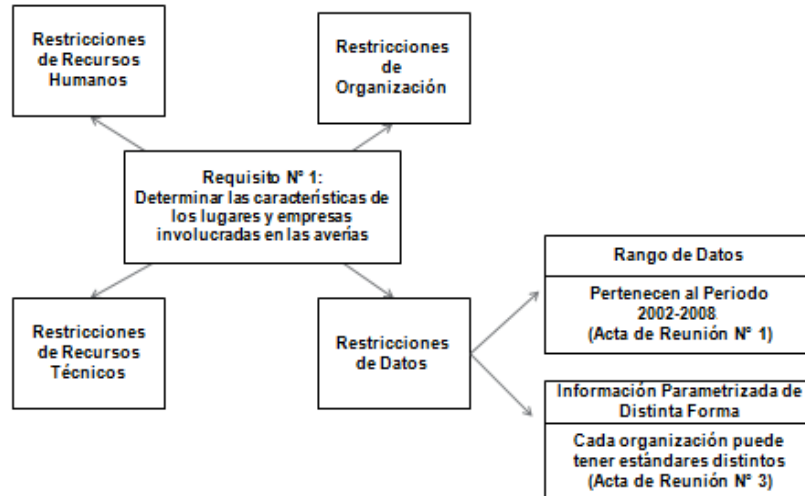 Restricciones
de Recursos
Humanos
Restricciones
de
Organización
Requisito N° 1:
Determinar las características de
los lugares y empresas
involucradas en las averías
Restricciones
de Recursos
Técnicos
Restricciones
de Datos
Rango de Datos
Pertenecen al Periodo
2002-2008
(Acta de Reunión N° 1)
Información Parametrizada de
Distinta Forma
Cada organización puede
tener estándares distintos
(Acta de Reunión N° 3)